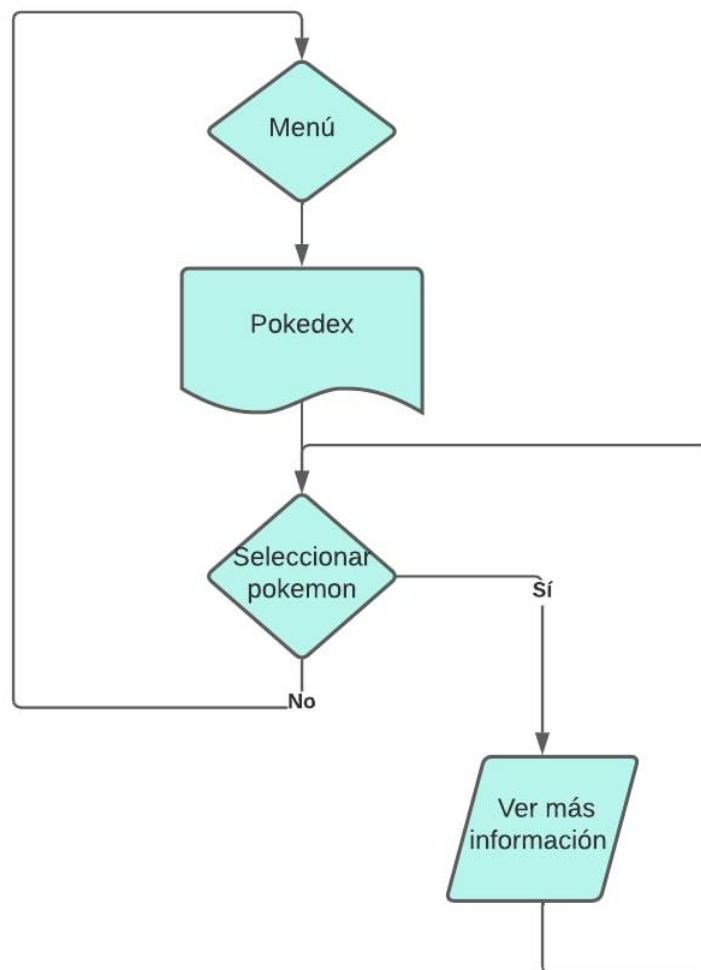 Menú
Pokedex
Seleccionar
pokemon
Sí
No
Ver más
información